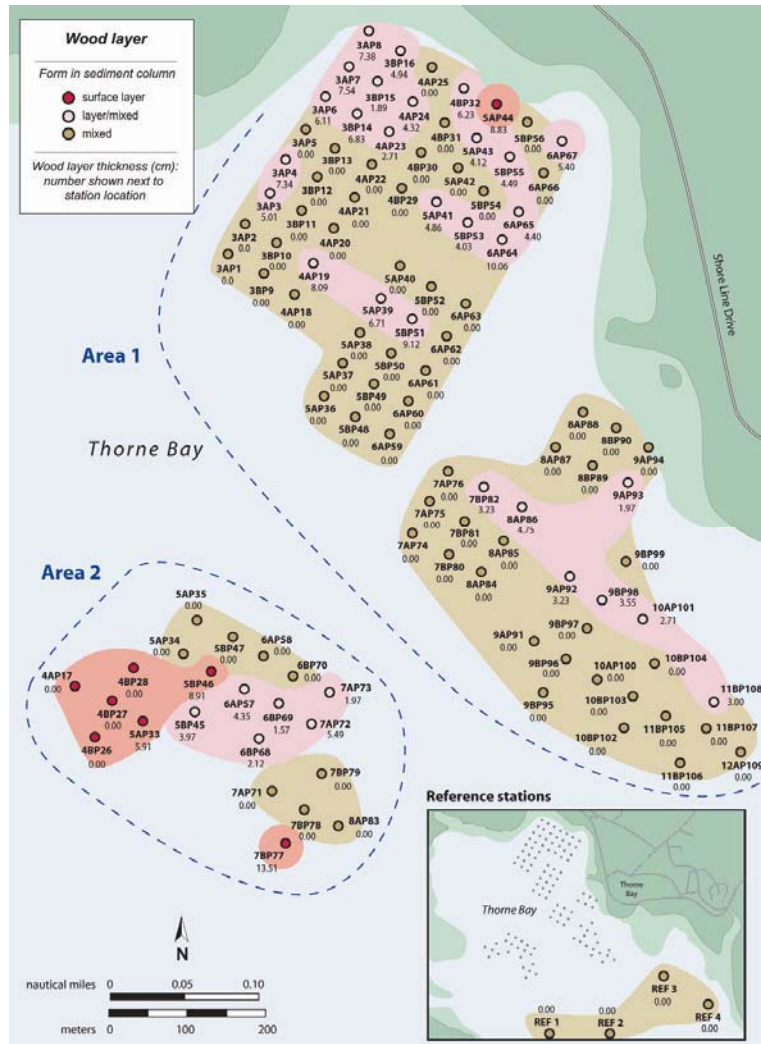 Wood layer
Form in sediment column
surface layer
layer/mixed
mixed
Wood layer thickness (cm):
number shown next to
station location
3AP8
7.38
3BP16
4.94
3AP7
7.54
4AP25
0.00
3BP15
1.89
4BP32
6.23
5AP44
8.83
3AP6
6.11
4AP24
4.32
3BP14
6.83
4BP31
0.00
5BP56
0.00
3AP5
0.00
4AP23
2.71
5AP43
4.12
6AP67
5.40
3BP13
0.00
4BP30
0.00
5BP55
4.49
3AP4
7.34
4AP22
0.00
5AP42
0.00
6AP66
0.00
3BP12
0.00
4BP29
0.00
5BP54
0.00
3AP3
5.01
4AP21
0.00
5AP41
4.86
6AP65
4.40
3BP11
0.00
5BP53
4.03
3AP2
0.0
4AP20
0.00
6AP64
10.06
3BP10
0.00
3AP1
0.0
4AP19
8.09
5AP40
0.00
3BP9
0.00
5BP52
0.00
4AP18
0.00
5AP39
6.71
6AP63
0.00
5BP51
9.12
5AP38
0.00
6AP62
0.00
5BP50
0.00
5AP37
0.00
6AP61
0.00
5BP49
0.00
5AP36
0.00
6AP60
0.00
5BP48
0.00
6AP59
0.00
Shore Line Drive
Area 1
Thorne Bay
8AP88
0.00
8BP90
0.00
8AP87
0.00
9AP94
0.00
8BP89
0.00
7AP76
0.00
7BP82
3.23
9AP93
1.97
7AP75
0.00
8AP86
4.75
7BP81
0.00
7AP74
0.00
8AP85
0.00
7BP80
0.00
9BP99
0.00
8AP84
0.00
9AP92
3.23
9BP98
3.55
10AP101
2.71
9BP97
0.00
9AP91
0.00
9BP96
0.00
10BP104
0.00
10AP100
0.00
9BP95
0.00
10BP103
0.00
11BP108
3.00
11BP105
0.00
10BP102
0.00
11BP107
0.00
11BP106
0.00
12AP109
0.00
Area 2
5AP35
0.00
5AP34
0.00
5BP47
0.00
6AP58
0.00
4AP17
0.00
4BP28
0.00
5BP46
8.91
6BP70
0.00
4BP27
0.00
6AP57
4.35
7AP73
1.97
6BP69
1.57
5AP33
5.91
5BP45
3.97
7AP72
5.49
4BP26
0.00
6BP68
2.12
7BP79
0.00
7AP71
0.00
7BP78
0.00
8AP83
0.00
7BP77
13.51
Reference stations
Thorne
Bay
Thorne Bay
REF 3
0.00
0.00
REF 1
0.00
REF 2
REF 4
0.00
N
nautical miles
0 0.05 0.10
meters
0 100 200